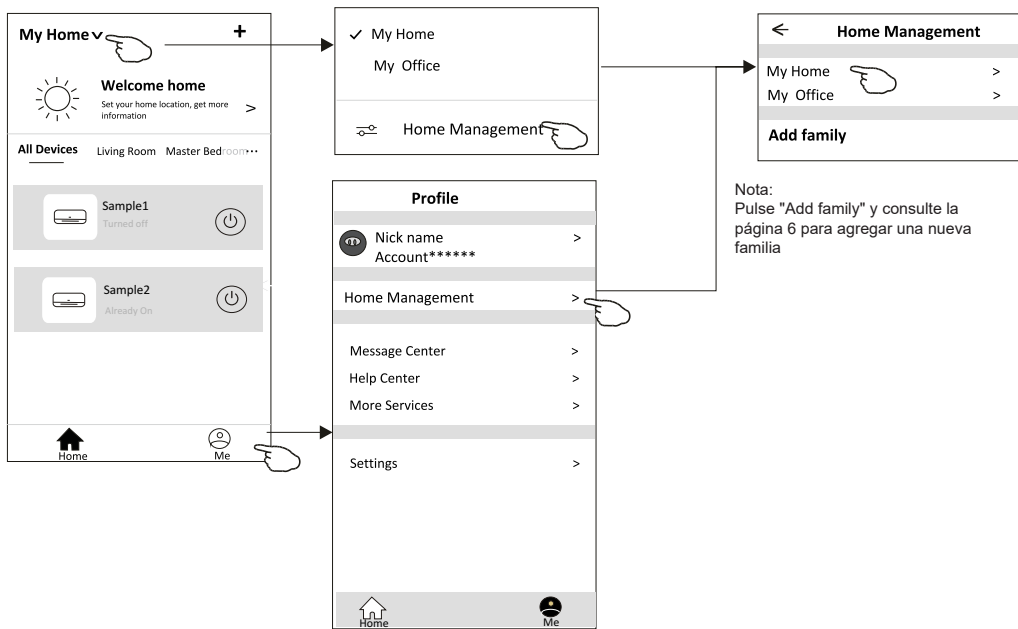 My Home
+
Welcome home
Set your home location, get more
information
>
All Devices Living Room Master Bedroom...
Sample1
Turned off
Sample2
Already On
Home
Me
My Home
My Office
Home Management
Profile
Nick name >
Account******
Home Management >
Message Center >
Help Center >
More Services >
Settings >
Home
Me
Home Management
My Home >
My Office >
Add family
Nota:
Pulse "Add family" y consulte la
página 6 para agregar una nueva
familia